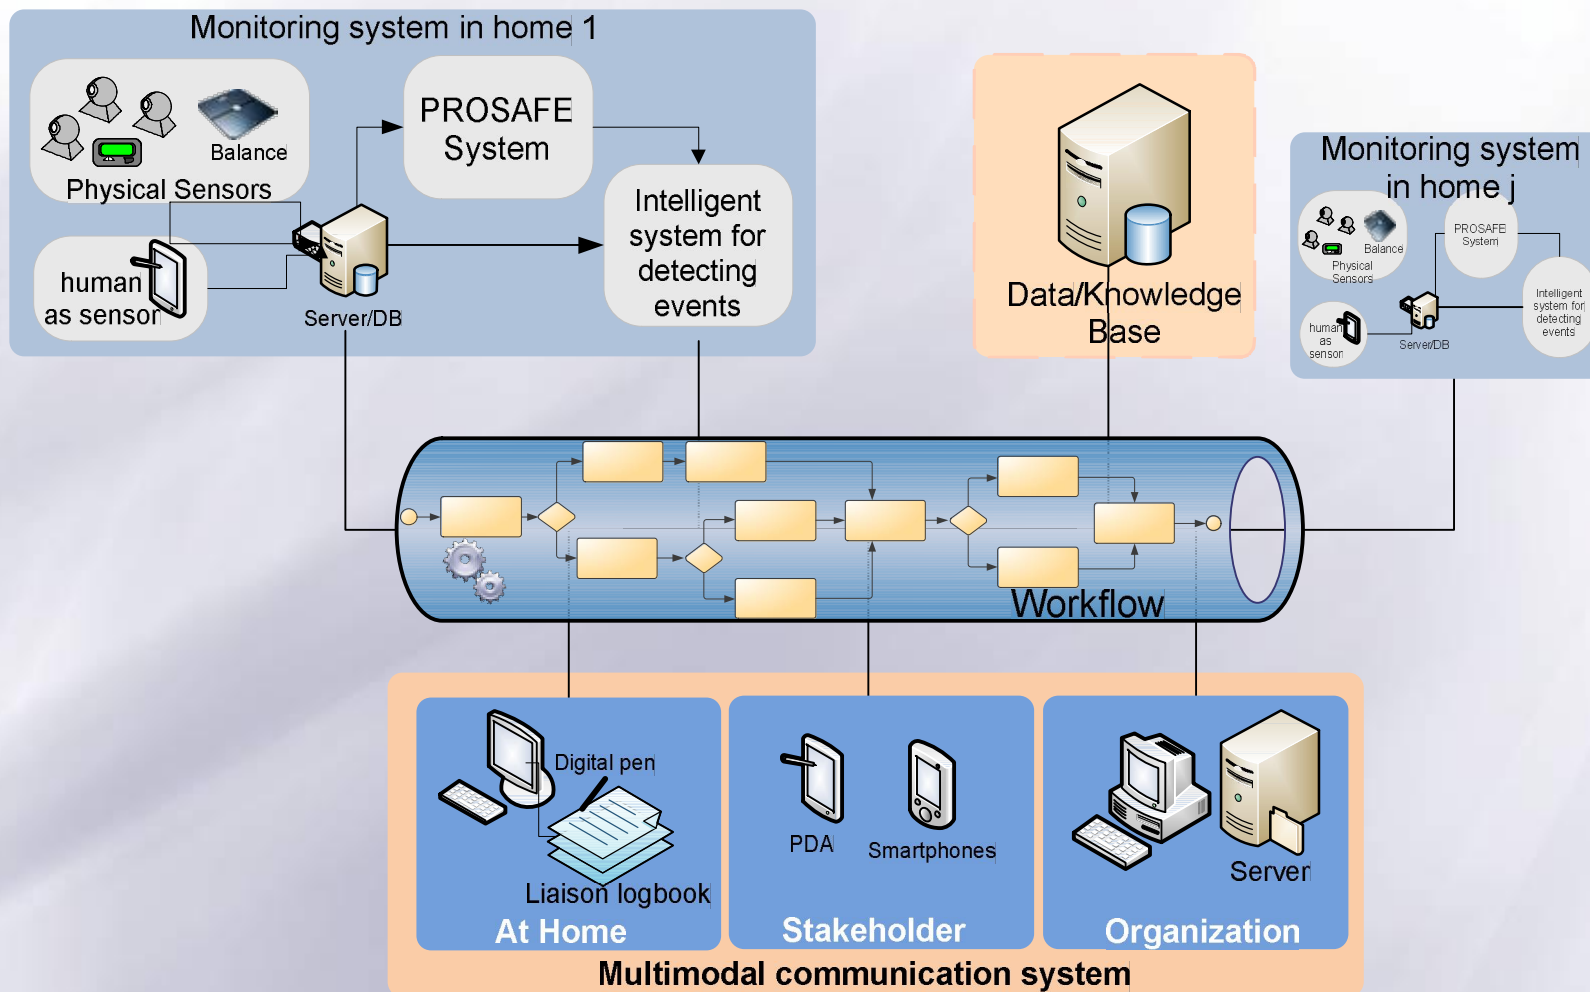 Monitoring system in home 1
Balance
Physical Sensors
PROSAFE
System
Intelligent
system for
detecting
events
human
as sensor
Server/DB
Data/Knowledge
Base
Monitoring system
in home j
Balance
Physical
Sensors
PROSAFE
System
Intelligent
system for
detecting
events
human
as
sensor
Server/DB
Workflow
Digital pen
Liaison logbook
At Home
PDA
Smartphones
Stakeholder
Server
Organization
Multimodal communication system